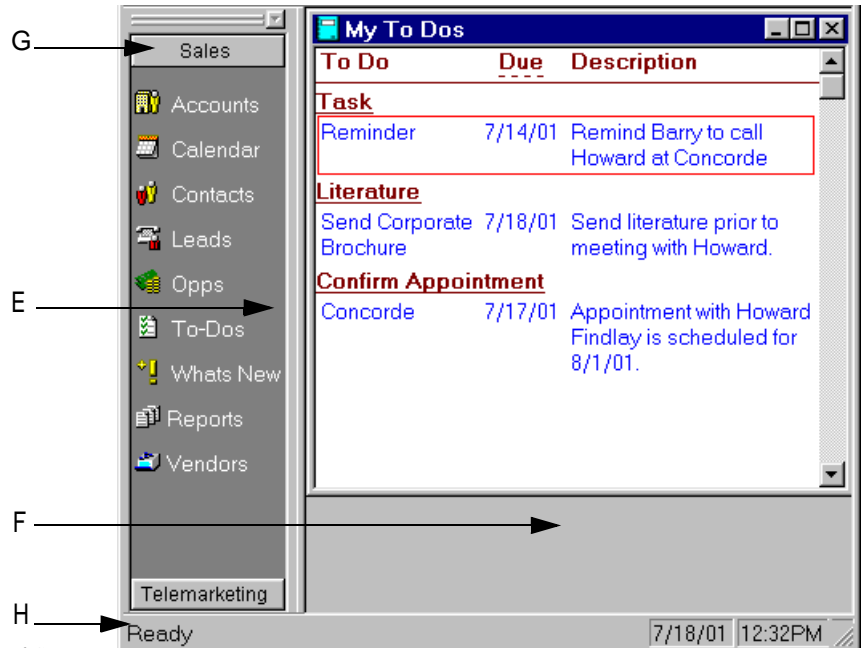 G
Sales
Accounts
Calendar
Contacts
Leads
E
Opps
To-Dos
Whats New
Reports
Vendors
F
Telemarketing
H
My To Dos
To Do Due Description
Task
Reminder 7/14/01 Remind Barry to call
Howard at Concorde
Literature
Send Corporate 7/18/01 Send literature prior to
Brochure meeting with Howard.
Confirm Appointment
Concorde 7/17/01 Appointment with Howard
Findlay is scheduled for
8/1/01.
Ready 7/18/01 12:32PM